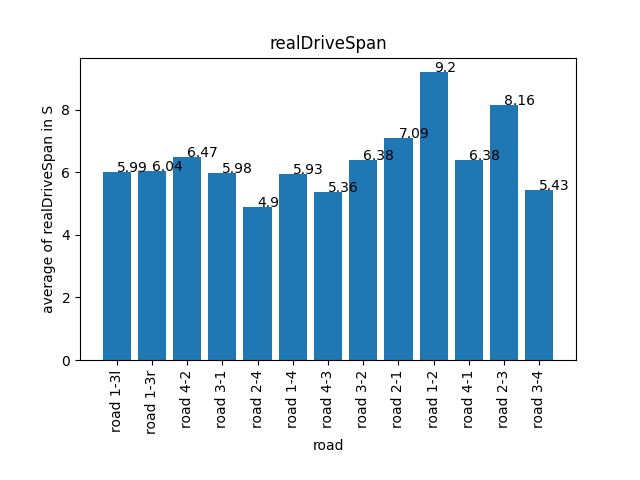 realDriveSpan
average of realDriveSpan in S
8
6
4
2
0
5.99
6.04
6.47
5.98
4.9
5.93
5.36
6.38
7.09
9.2
6.38
8.16
5.43
road 1-3l
road 1-3r
road 4-2
road 3-1
road 2-4
road 1-4
road 4-3
road 3-2
road 2-1
road 1-2
road 4-1
road 2-3
road 3-4
road